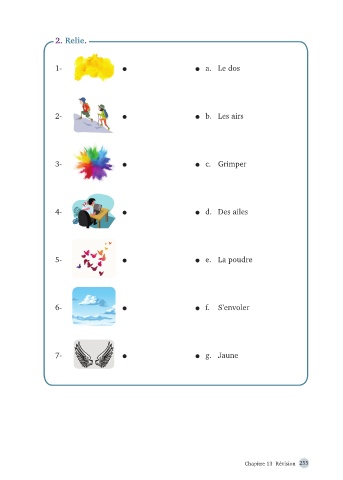 2. Relie.
1- a. Le dos
2- b. Les airs
3- c. Grimper
4- d. Des ailes
5- e. La poudre
6- f. S'envoler
7- g. Jaune
Chapitre 13 Révision 255